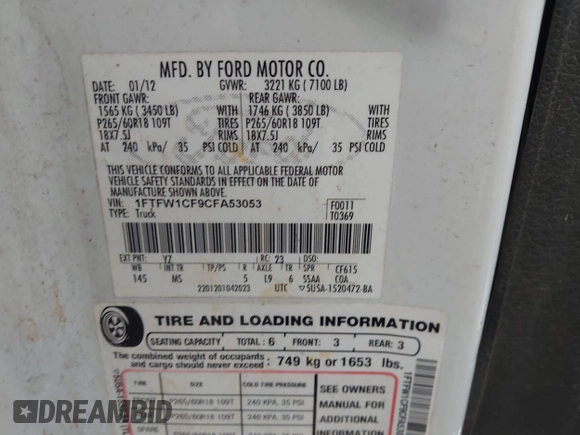 MFD. BY FORD MOTOR CO.
DATE: 01/12 GVWR: 3221 KG ( 7100 LB)
FRONT GAWR: REAR GAWR:
1565 KG ( 3450 LB) WITH 1746 KG ( 3850 LB) WITH
P265/60R18 109T TIRES P265/60R18 109T TIRES
18X7.5J RIMS 18X7.5J RIMS
AT 240 kPa/ 35 PSI COLD AT 240 kPa/ 35 PSI COLD
THIS VEHICLE CONFORMS TO ALL APPLICABLE FEDERAL MOTOR
VEHICLE SAFETY STANDARDS IN EFFECT ON THE DATE OF MANUFACTURE
SHOWN ABOVE.
VIN: 1FTFW1CF9CFA53053 F0011
TYPE: Truck T0369
EXT PNT: YZ RC: 23 DSO:
WB INT TR TP/PS R AXLE TR SPR CF615
145 MS 5 L9 6 55AA COA
2201201042023 UTC 5U5A-1520472-BA
TIRE AND LOADING INFORMATION
SEATING CAPACITY TOTAL : 6 FRONT: 3 REAR: 3
The combined weight of occupants and cargo should never exceed : 749 kg or 1653 lbs.
TIRE SIZE COLD TIRE PRESSURE SEE OWNERS
FRONT P265/60R18 109T 240 KPA, 35 PSI MANUAL FOR
REAR P265/60R18 109T 240 KPA, 35 PSI ADDITIONAL
SPARE INFORMATION
DREAMBID